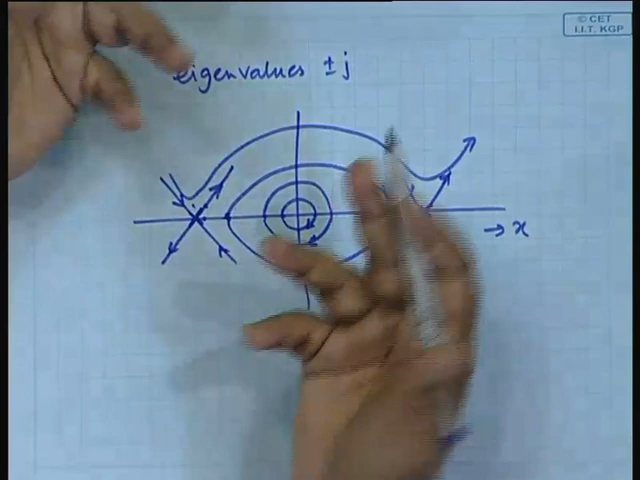 © CET
I.I.T. KGP
eigenvalues ± j
→ x